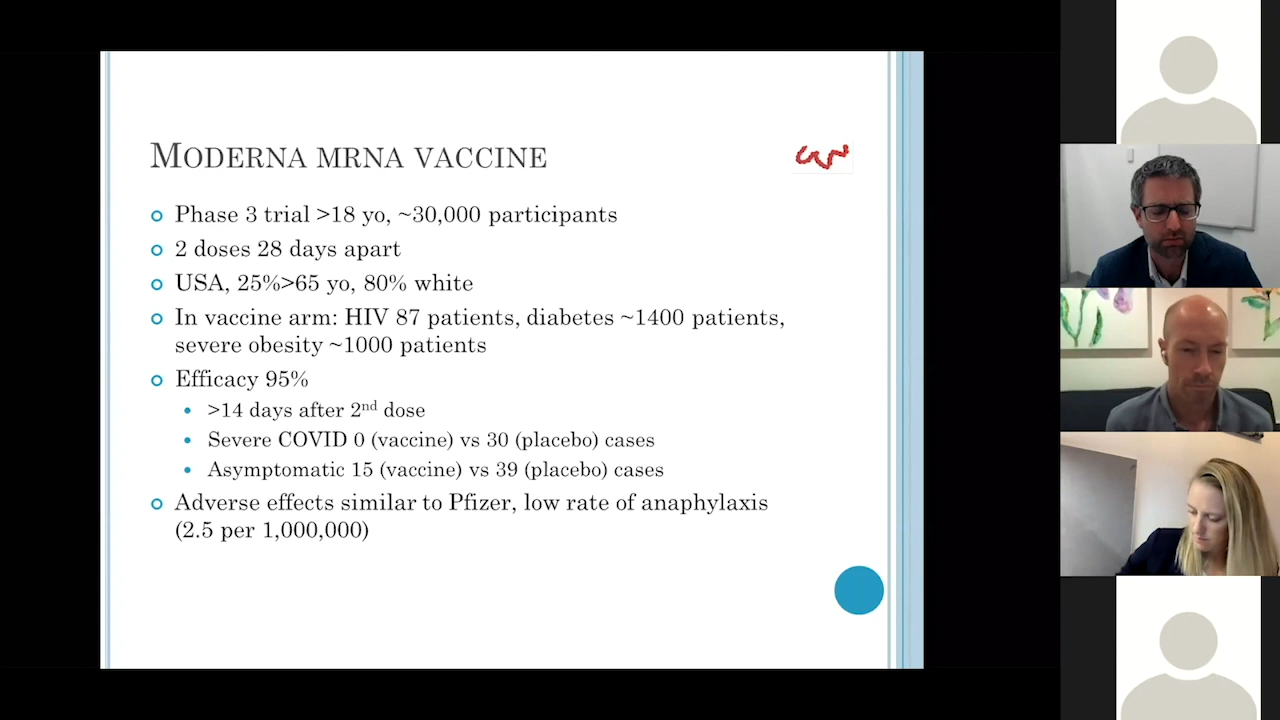 MODERNA MRNA VACCINE
Phase 3 trial >18 yo, ~30,000 participants
2 doses 28 days apart
USA, 25%>65 yo, 80% white
In vaccine arm: HIV 87 patients, diabetes ~1400 patients,
severe obesity ~1000 patients
Efficacy 95%
>14 days after 2nd dose
Severe COVID 0 (vaccine) vs 30 (placebo) cases
Asymptomatic 15 (vaccine) vs 39 (placebo) cases
Adverse effects similar to Pfizer, low rate of anaphylaxis
(2.5 per 1,000,000)